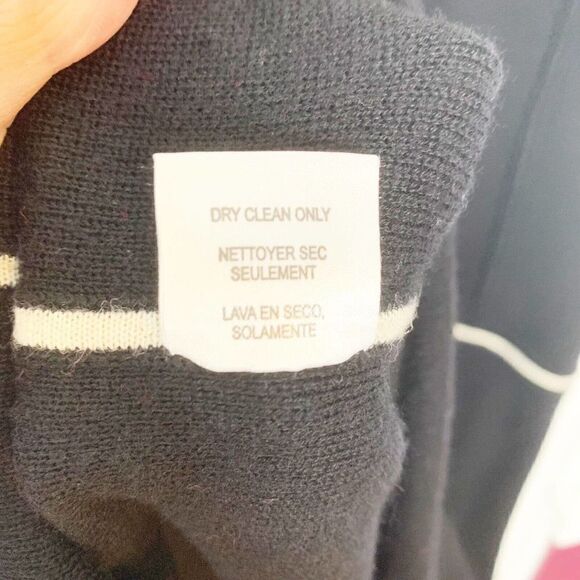 DRY CLEAN ONLY
NETTOYER SEC
SEULEMENT
LAVA EN SECO,
SOLAMENTE